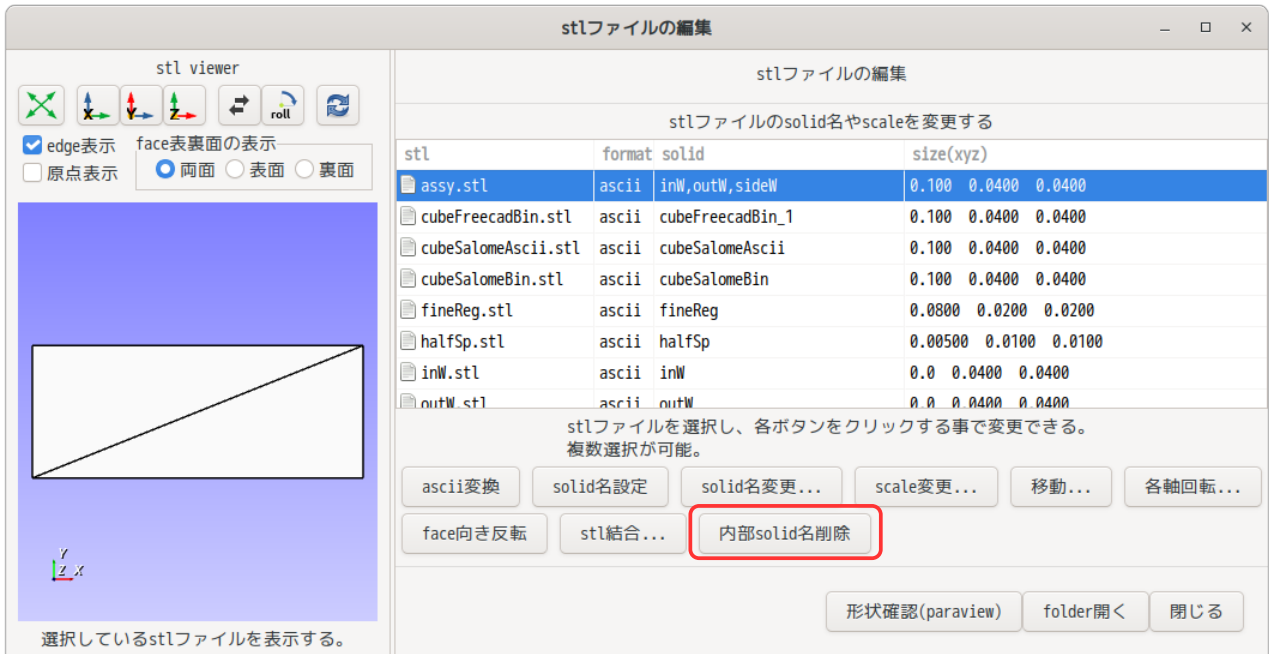 stlファイルの編集
stl viewer
X Y Z roll
edge表示
原点表示
face表裏面の表示
両面 表面 裏面
Y
Z X
選択しているstlファイルを表示する。
stlファイルの編集
stlファイルのsolid名やscaleを変更する
stl format solid size(xyz)
assy.stl ascii inW,outW,sideW 0.100 0.0400 0.0400
cubeFreecadBin.stl ascii cubeFreecadBin_1 0.100 0.0400 0.0400
cubeSalomeAscii.stl ascii cubeSalomeAscii 0.100 0.0400 0.0400
cubeSalomeBin.stl ascii cubeSalomeBin 0.100 0.0400 0.0400
fineReg.stl ascii fineReg 0.0800 0.0200 0.0200
halfSp.stl ascii halfSp 0.00500 0.0100 0.0100
inW.stl ascii inW 0.0 0.0400 0.0400
outW.stl ascii outW 0.0 0.0400 0.0400
stlファイルを選択し、各ボタンをクリックする事で変更できる。
複数選択が可能。
ascii変換 solid名設定 solid名変更... scale変更... 移動... 各軸回転...
face向き反転 stl結合... 内部solid名削除
形状確認(paraview) folder開く 閉じる